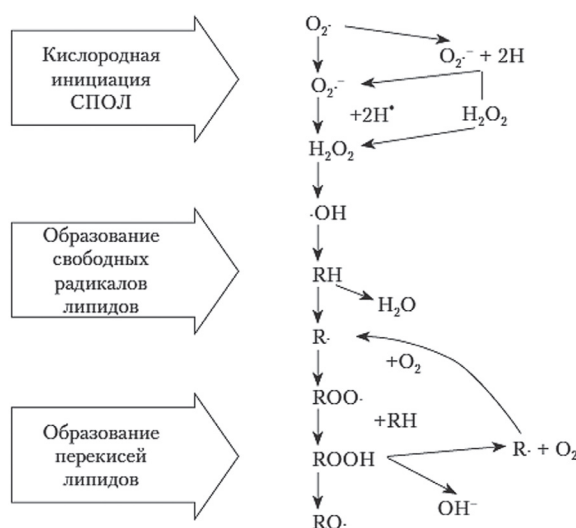 O₂·
Кислородная
инициация
СПОЛ
O₂·⁻ + 2H
O₂·⁻
+2H•
H₂O₂
H₂O₂
·OH
Образование
свободных
радикалов
липидов
RH
H₂O
R·
+O₂
ROO·
+RH
Образование
перекисей
липидов
ROOH
R· + O₂
OH⁻
RO·